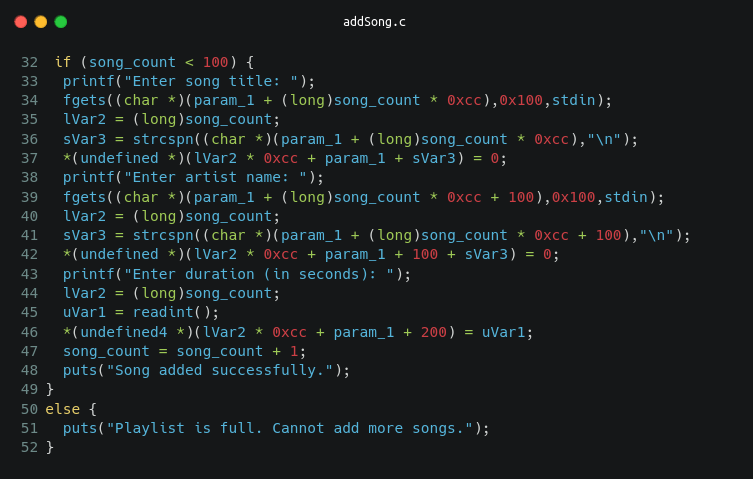 addSong.c
32 if (song_count < 100) {
33 printf("Enter song title: ");
34 fgets((char *)(param_1 + (long)song_count * 0xcc),0x100,stdin);
35 lVar2 = (long)song_count;
36 sVar3 = strcspn((char *)(param_1 + (long)song_count * 0xcc),"\n");
37 *(undefined *)(lVar2 * 0xcc + param_1 + sVar3) = 0;
38 printf("Enter artist name: ");
39 fgets((char *)(param_1 + (long)song_count * 0xcc + 100),0x100,stdin);
40 lVar2 = (long)song_count;
41 sVar3 = strcspn((char *)(param_1 + (long)song_count * 0xcc + 100),"\n");
42 *(undefined *)(lVar2 * 0xcc + param_1 + 100 + sVar3) = 0;
43 printf("Enter duration (in seconds): ");
44 lVar2 = (long)song_count;
45 uVar1 = readint();
46 *(undefined4 *)(lVar2 * 0xcc + param_1 + 200) = uVar1;
47 song_count = song_count + 1;
48 puts("Song added successfully.");
49 }
50 else {
51 puts("Playlist is full. Cannot add more songs.");
52 }